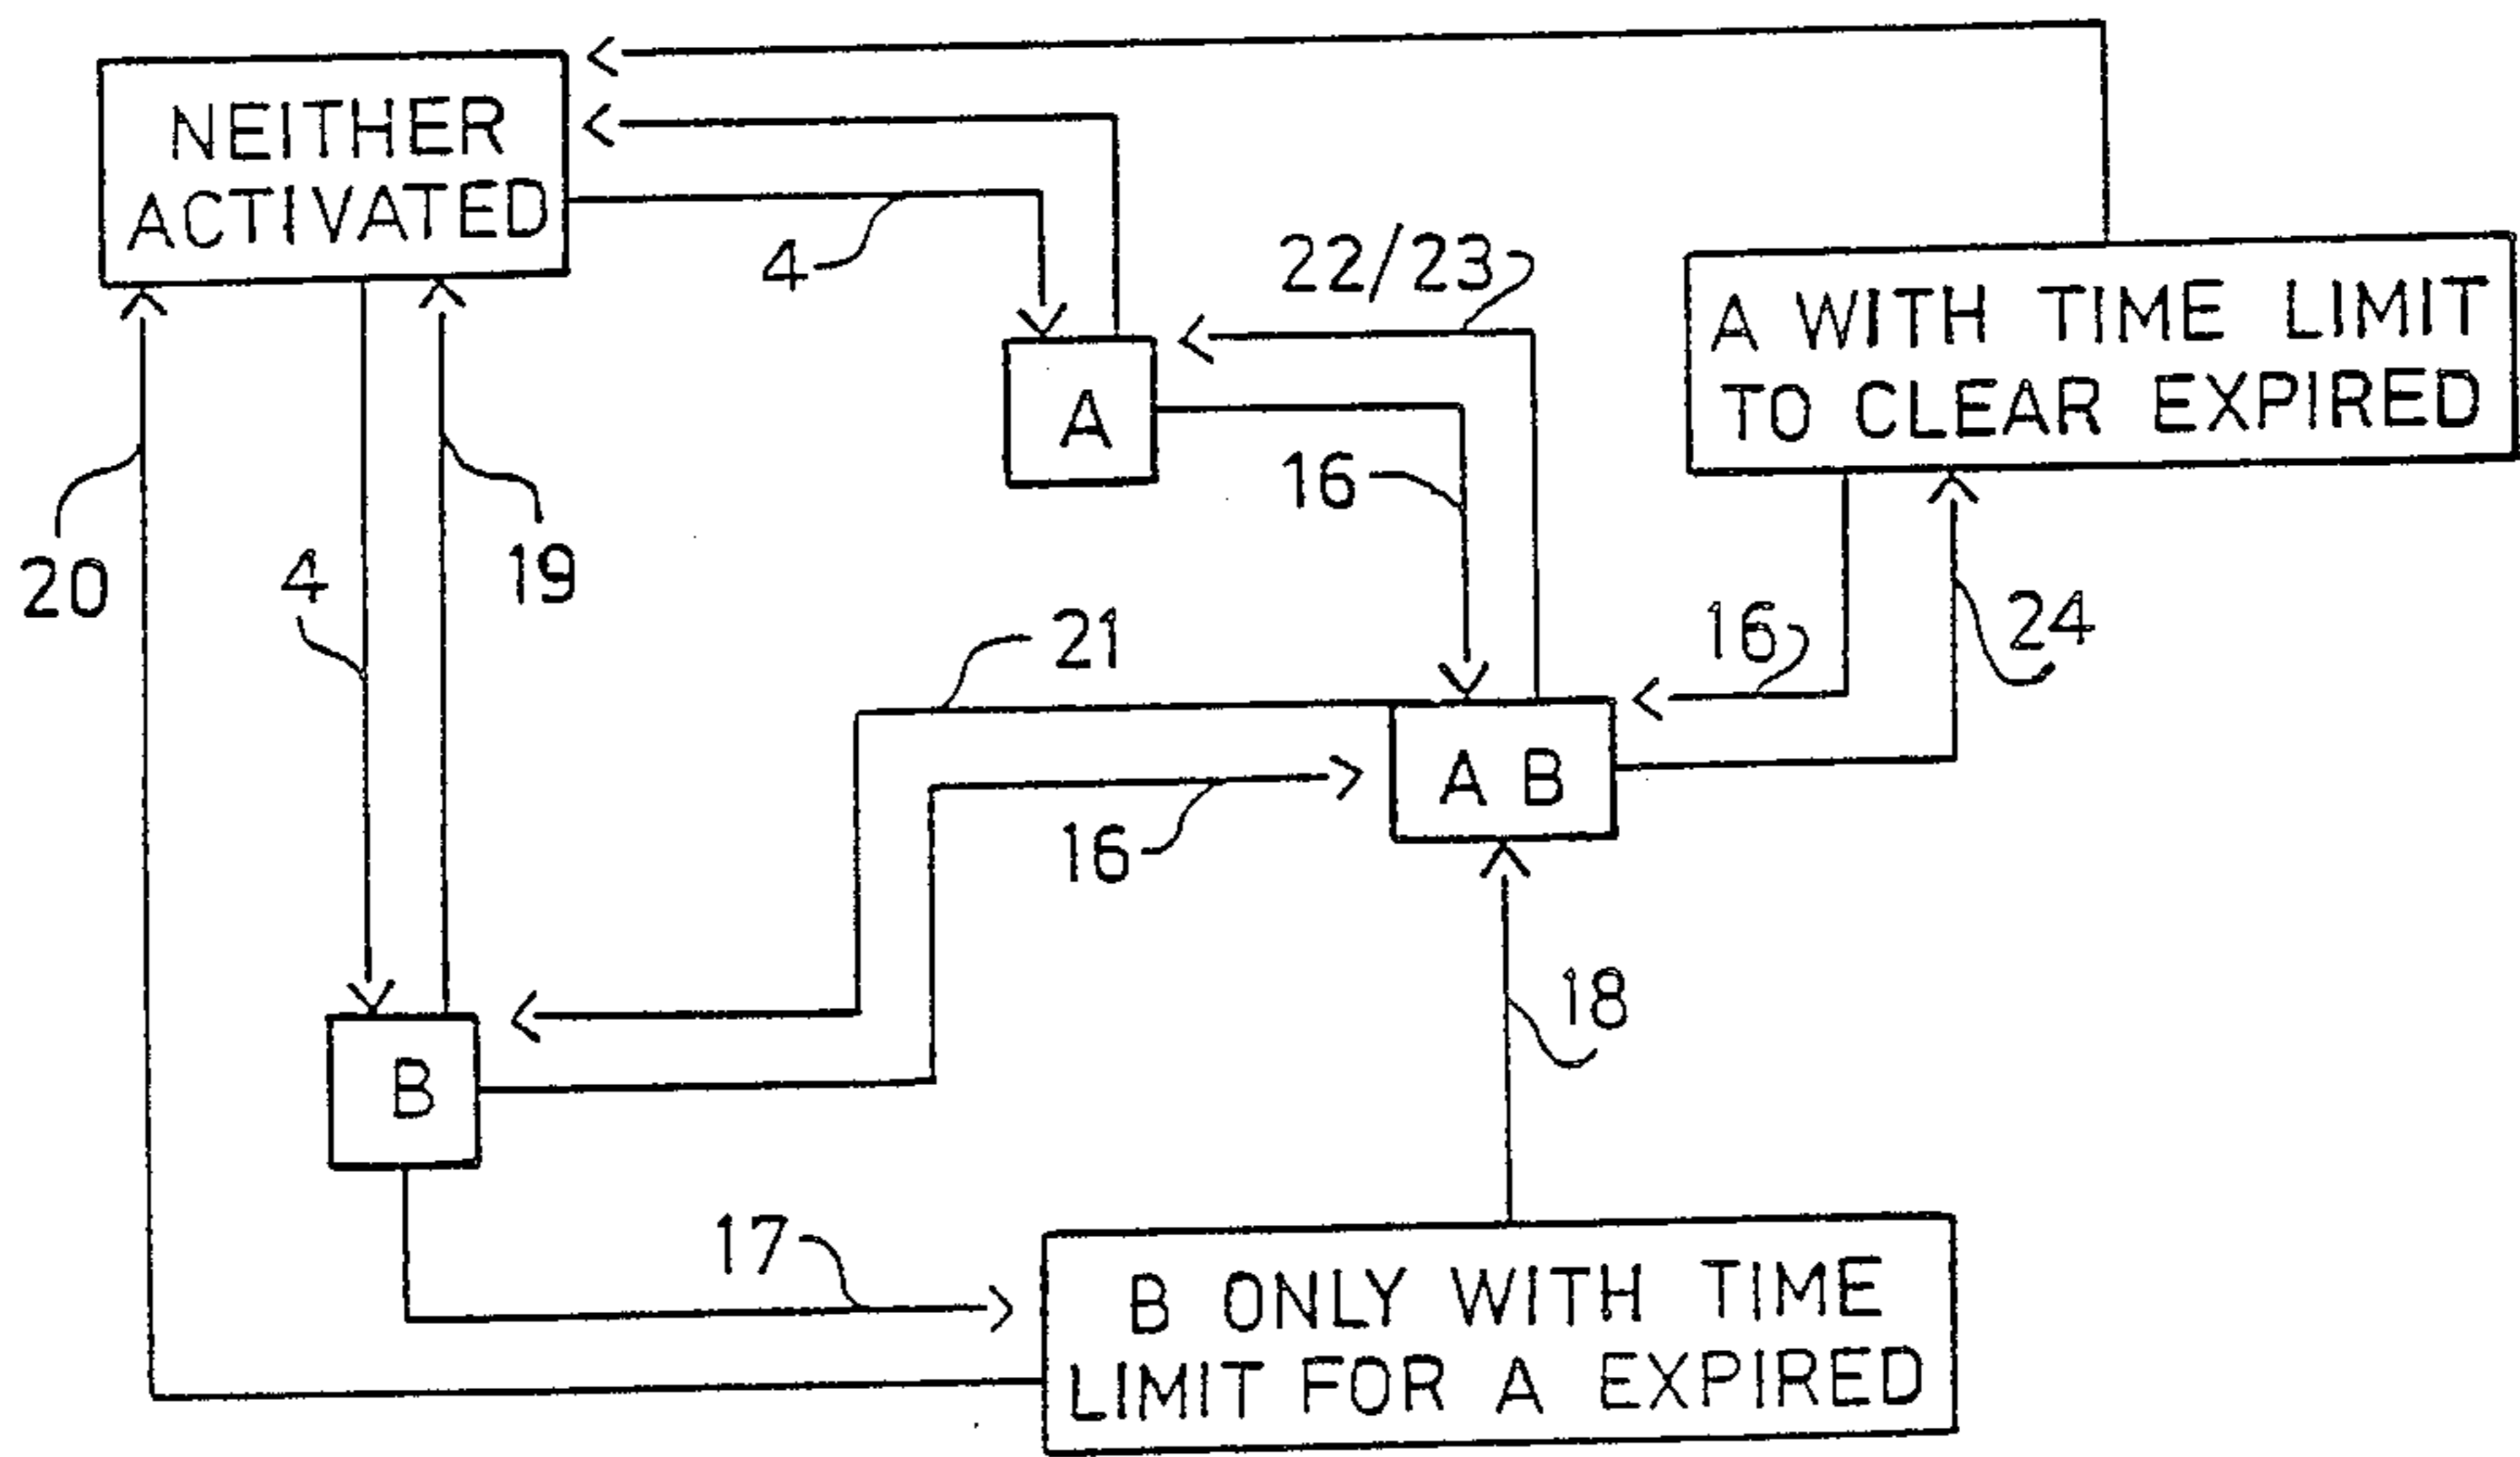 NEITHER
ACTIVATED
4
22/23
A WITH TIME LIMIT
TO CLEAR EXPIRED
A
16
20
4
19
21
16
24
A B
16
18
B
17
B ONLY WITH TIME
LIMIT FOR A EXPIRED